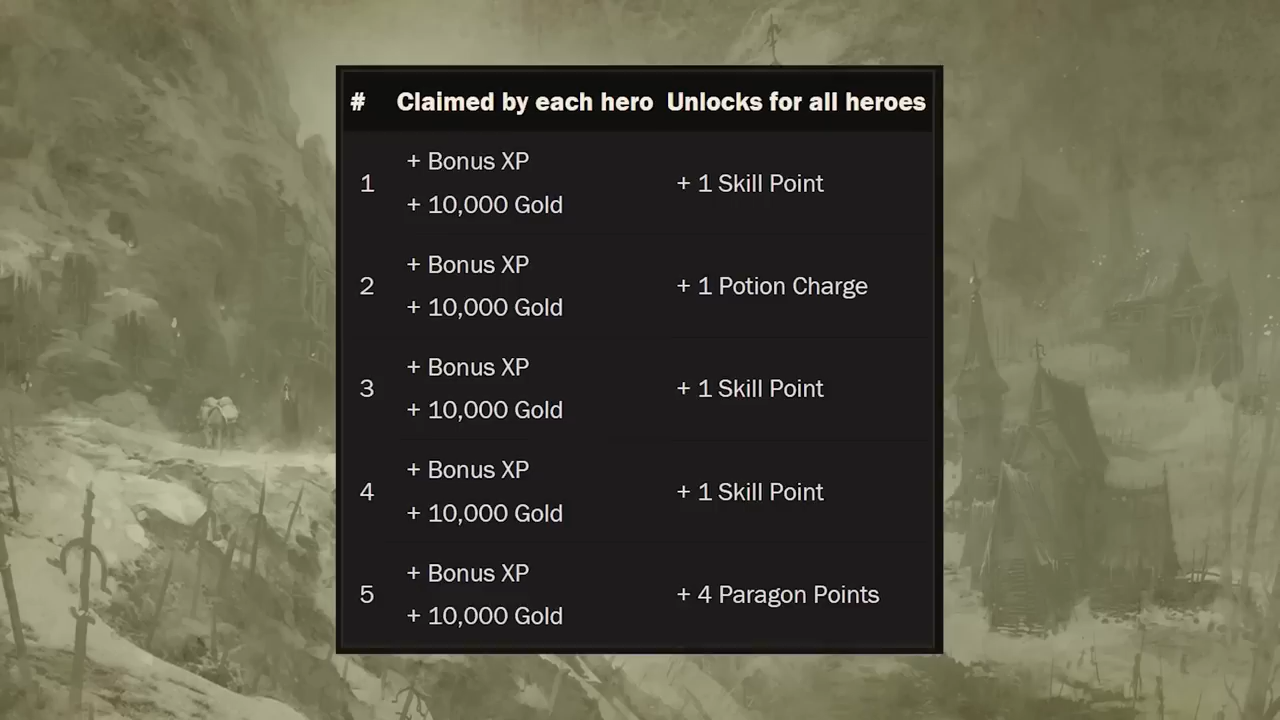 # Claimed by each hero Unlocks for all heroes
+ Bonus XP
1 + 1 Skill Point
+ 10,000 Gold
+ Bonus XP
2 + 1 Potion Charge
+ 10,000 Gold
+ Bonus XP
3 + 1 Skill Point
+ 10,000 Gold
+ Bonus XP
4 + 1 Skill Point
+ 10,000 Gold
+ Bonus XP
5 + 4 Paragon Points
+ 10,000 Gold